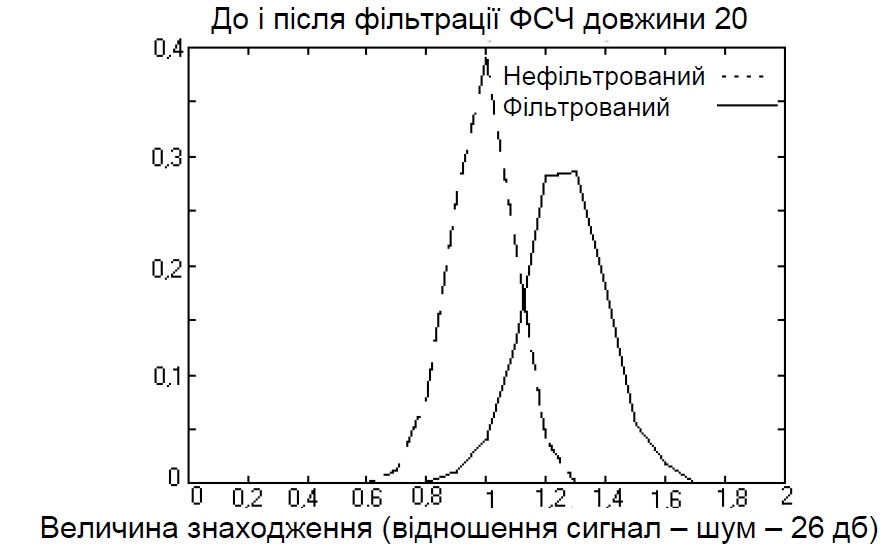 До і після фільтрації ФСЧ довжини 20
0,4
Нефільтрований
Фільтрований
0,3
0,2
0,1
0
0 0,2 0.4 0.6 0,8 1 1,2 1,4 1.6 1.8 2
Величина знаходження (відношення сигнал – шум – 26 дб)